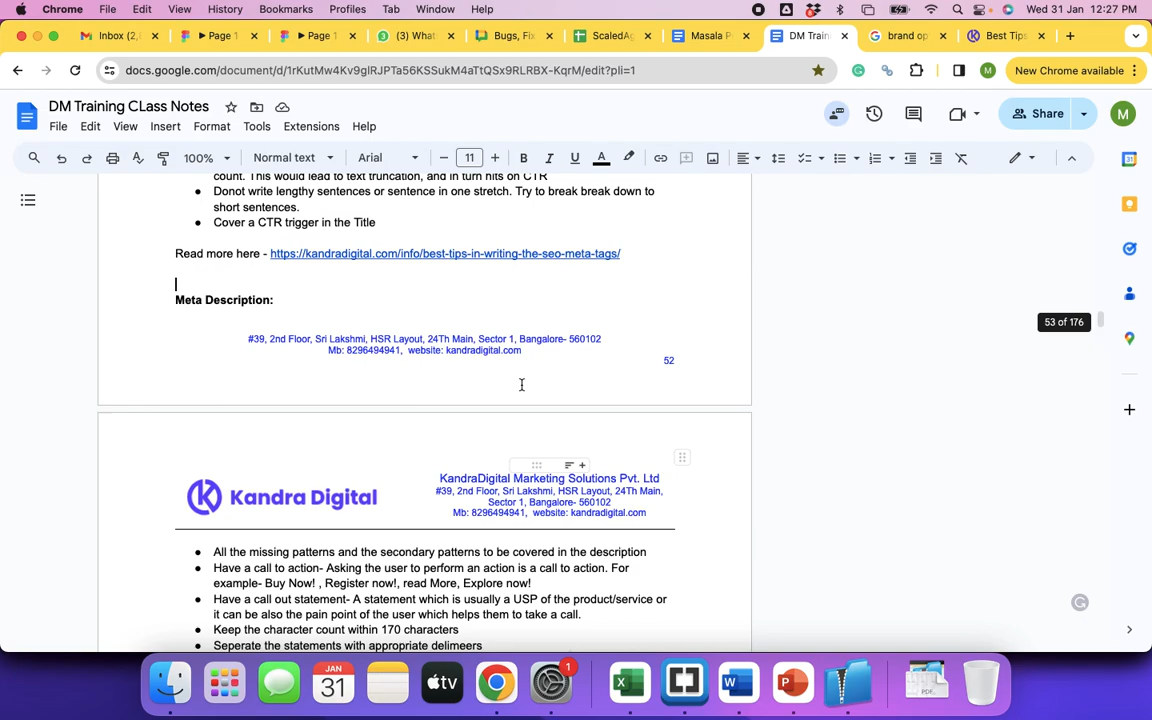 Chrome File Edit View History Bookmarks Profiles Tab Window Help Wed 31 Jan 12:27 PM
Inbox (2, Page 1 Page 1 (3) What Bugs, Fix ScaledAg Masala P DM Train brand op Best Tips
docs.google.com/document/d/1rKutMw4Kv9glRJPTa56KSSukM4aTtQSx9RLRBX-KqrM/edit?pli=1 M New Chrome available
DM Training CLass Notes
File Edit View Insert Format Tools Extensions Help
Share M
100% Normal text Arial 11 B I U A
count. This would lead to text truncation, and in turn hits on CTR
Donot write lengthy sentences or sentence in one stretch. Try to break break down to
short sentences.
Cover a CTR trigger in the Title
Read more here - https://kandradigital.com/info/best-tips-in-writing-the-seo-meta-tags/
Meta Description:
53 of 176
#39, 2nd Floor, Sri Lakshmi, HSR Layout, 24Th Main, Sector 1, Bangalore- 560102
Mb: 8296494941, website: kandradigital.com
52
Kandra Digital
KandraDigital Marketing Solutions Pvt. Ltd
#39, 2nd Floor, Sri Lakshmi, HSR Layout, 24Th Main,
Sector 1, Bangalore- 560102
Mb: 8296494941, website: kandradigital.com
All the missing patterns and the secondary patterns to be covered in the description
Have a call to action- Asking the user to perform an action is a call to action. For
example- Buy Now! , Register now!, read More, Explore now!
Have a call out statement- A statement which is usually a USP of the product/service or
it can be also the pain point of the user which helps them to take a call.
Keep the character count within 170 characters
Seperate the statements with appropriate delimeers
JAN
31
tv
1
X
W
P
PDF